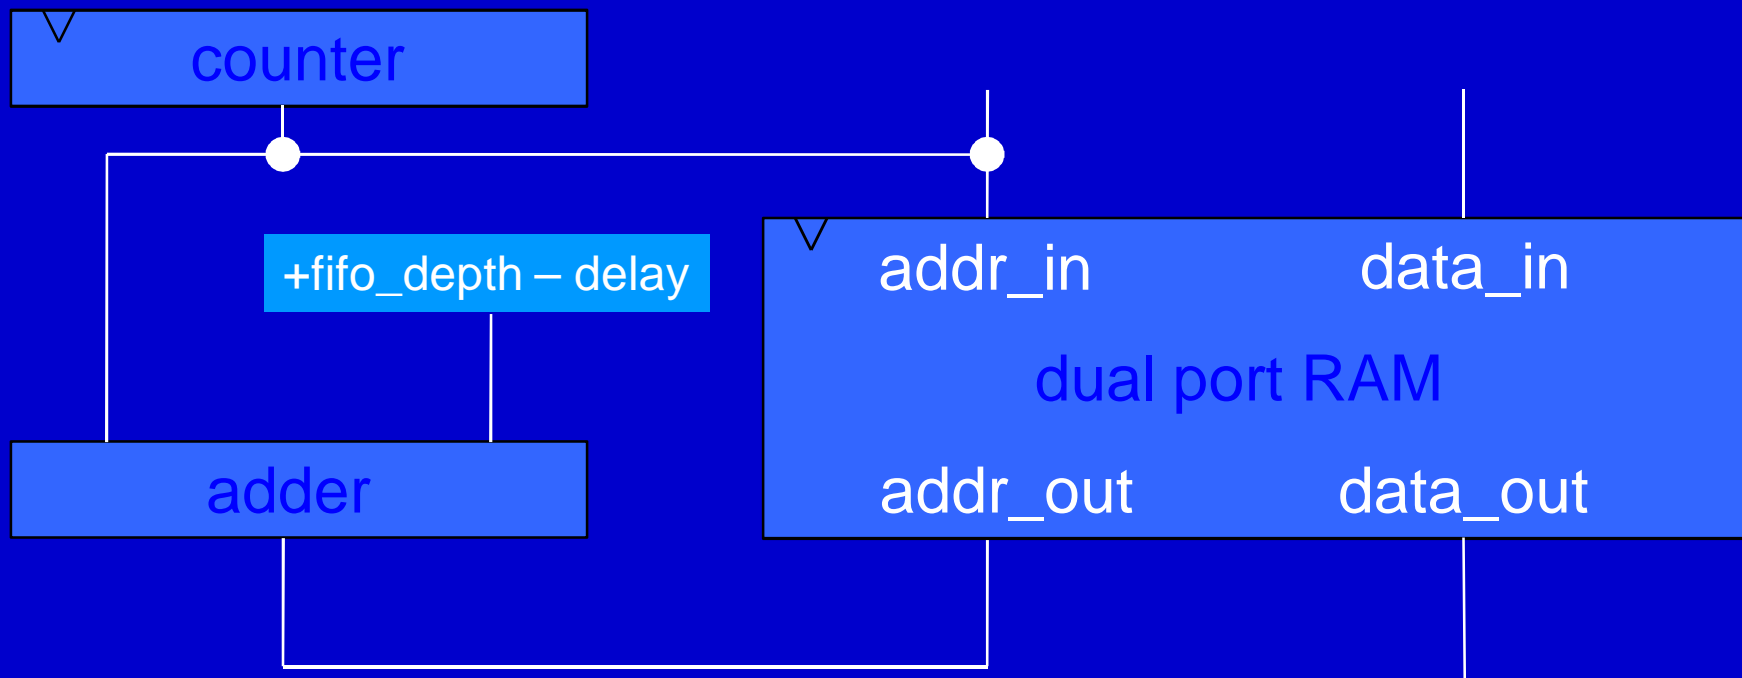 counter
+fifo_depth – delay
addr_in
data_in
dual port RAM
adder
addr_out
data_out